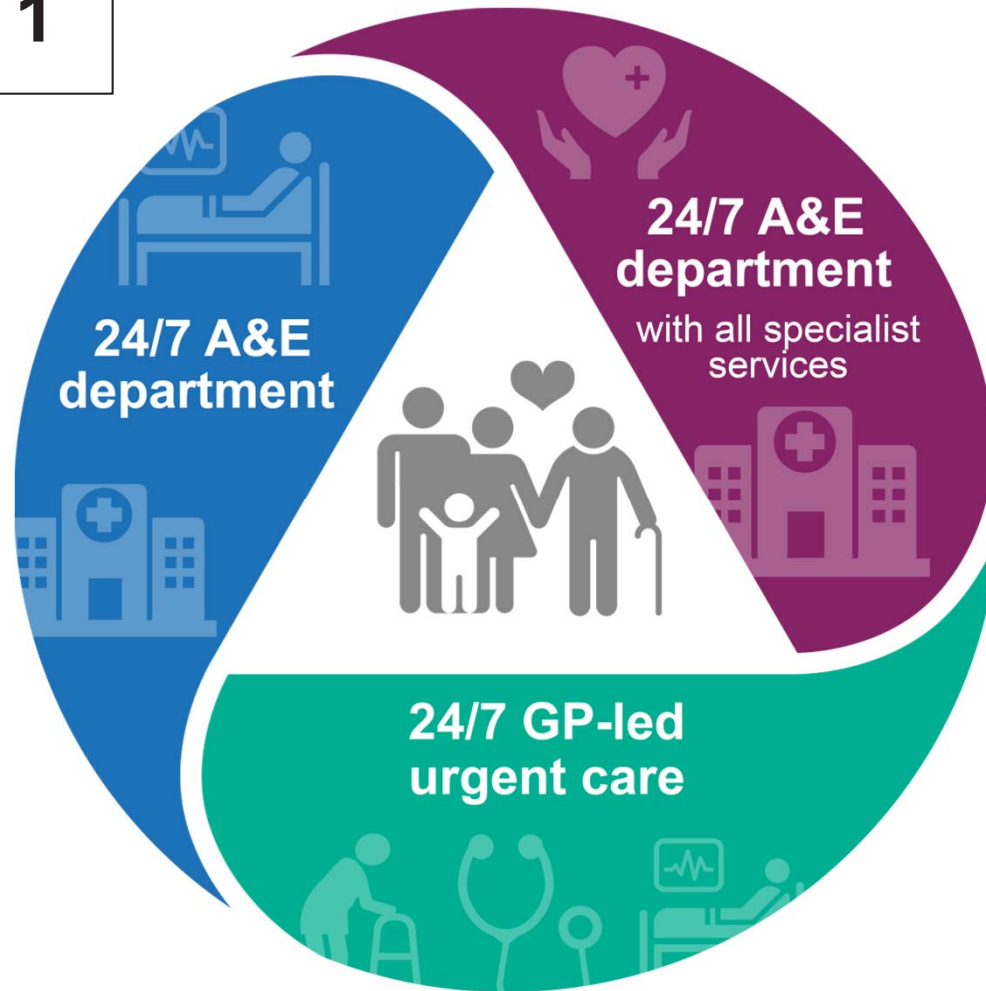 1
24/7 A&E
department
24/7 A&E
department
with all specialist
services
24/7 GP-led
urgent care